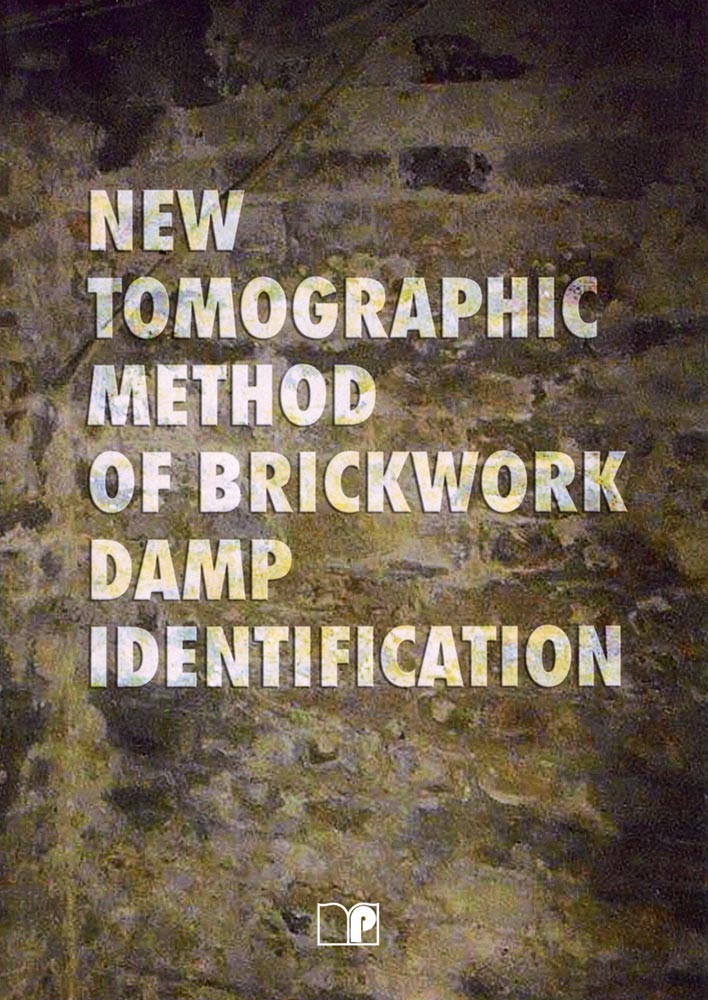 NEW
TOMOGRAPHIC
METHOD
OF BRICKWORK
DAMP
IDENTIFICATION
P